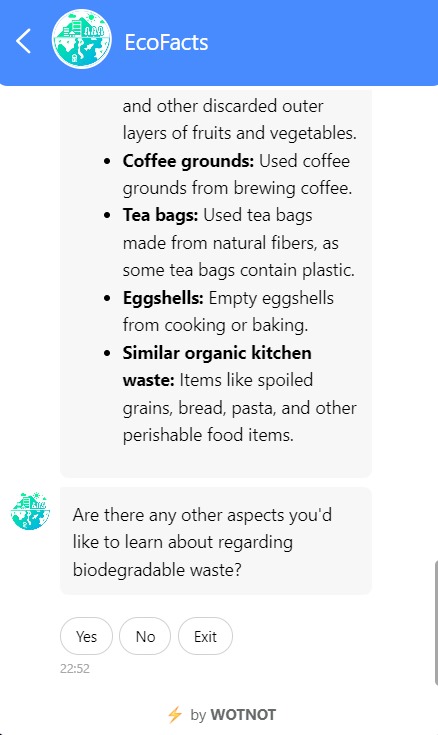 EcoFacts
and other discarded outer
layers of fruits and vegetables.
• Coffee grounds: Used coffee
grounds from brewing coffee.
• Tea bags: Used tea bags
made from natural fibers, as
some tea bags contain plastic.
• Eggshells: Empty eggshells
from cooking or baking.
• Similar organic kitchen
waste: Items like spoiled
grains, bread, pasta, and other
perishable food items.
Are there any other aspects you'd
like to learn about regarding
biodegradable waste?
Yes No Exit
22:52
⚡ by WOTNOT